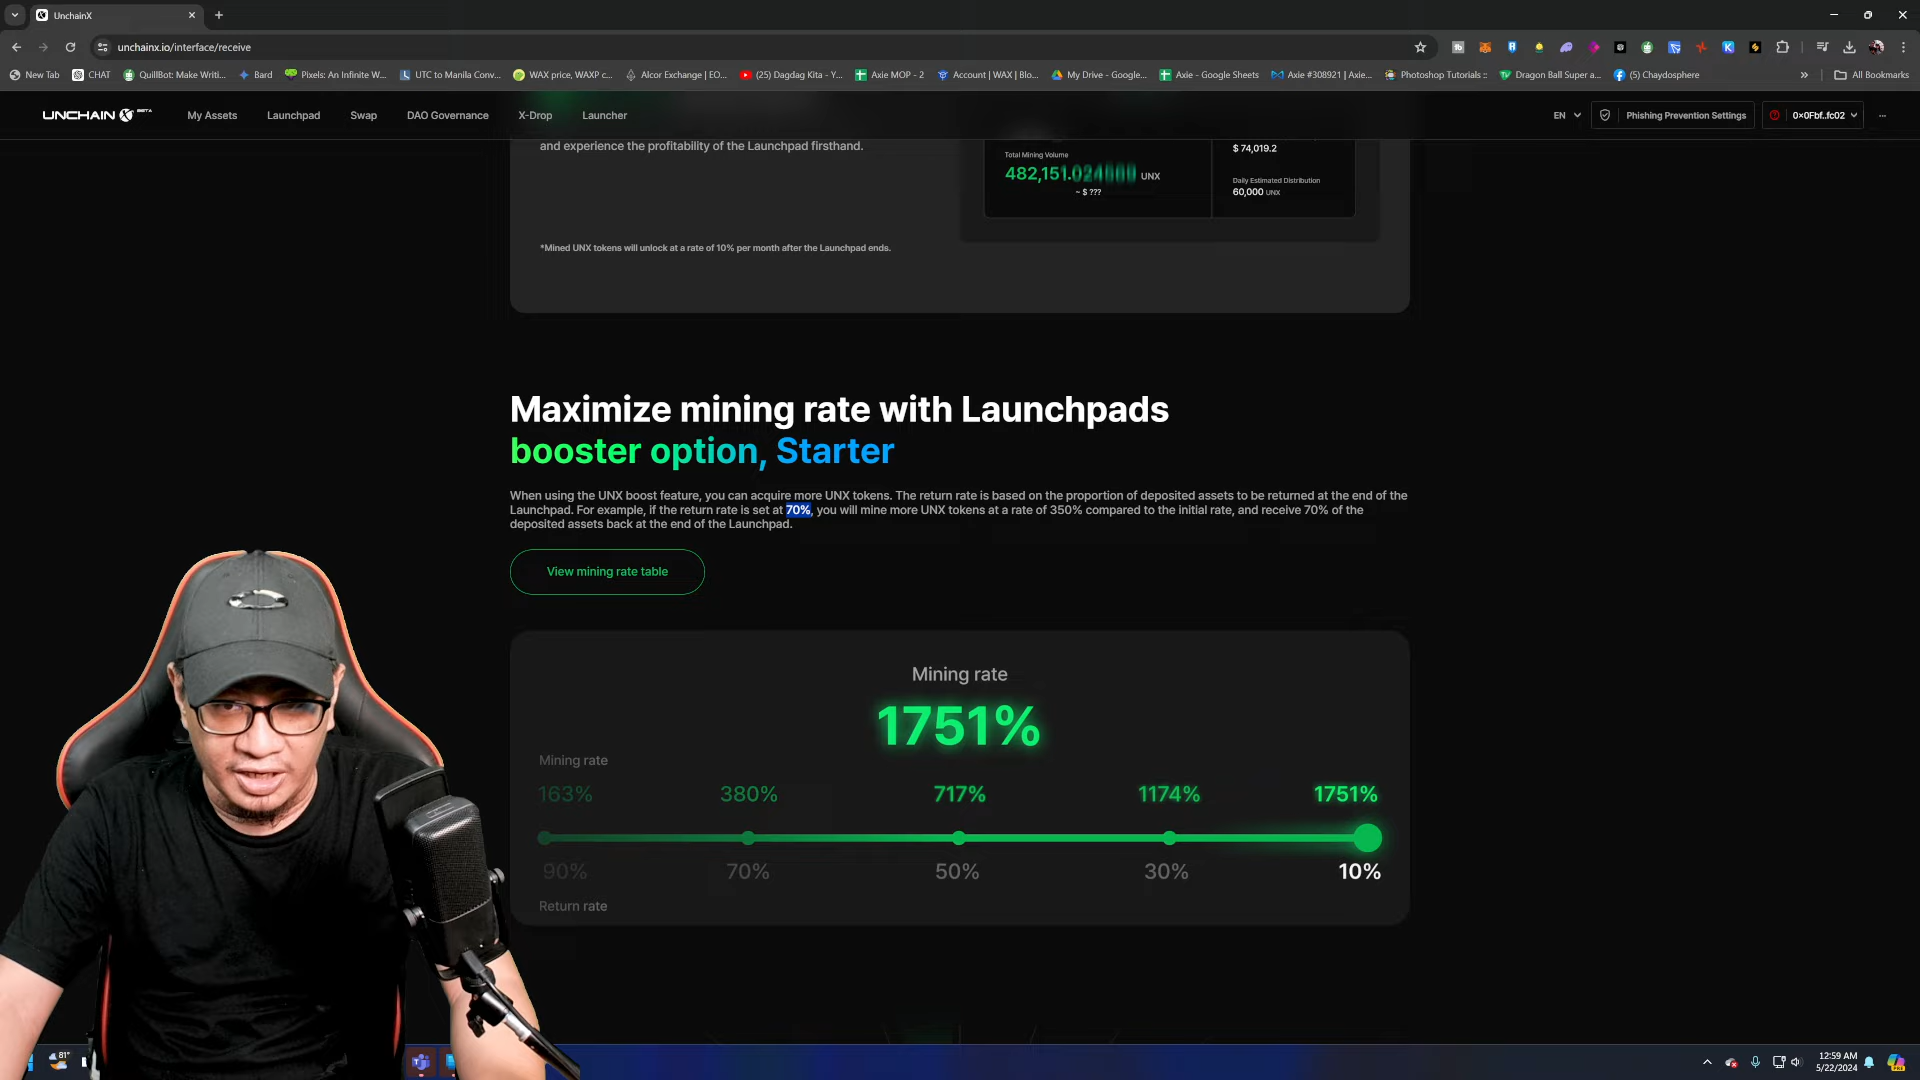 UnchainX
unchainx.io/interface/receive
New Tab
CHAT
QuillBot: Make Writi...
Bard
Pixels: An Infinite W...
UTC to Manila Conv...
WAX price, WAXP c...
Alcor Exchange | EO...
(25) Dagdag Kita - Y...
Axie MOP - 2
Account | WAX | Blo...
My Drive - Google...
Axie - Google Sheets
Axie #308921 | Axie...
Photoshop Tutorials ::
Dragon Ball Super a...
(5) Chaydosphere
»
All Bookmarks
UNCHAIN X BETA
My Assets
Launchpad
Swap
DAO Governance
X-Drop
Launcher
EN
Phishing Prevention Settings
0x0Fbf..fc02
...
and experience the profitability of the Launchpad firsthand.
Total Mining Volume
UNX
~ $ ???
$ 74,019.2
Daily Estimated Distribution
60,000 UNX
*Mined UNX tokens will unlock at a rate of 10% per month after the Launchpad ends.
Maximize mining rate with Launchpads
booster option, Starter
When using the UNX boost feature, you can acquire more UNX tokens. The return rate is based on the proportion of deposited assets to be returned at the end of the
Launchpad. For example, if the return rate is set at 70%, you will mine more UNX tokens at a rate of 350% compared to the initial rate, and receive 70% of the
deposited assets back at the end of the Launchpad.
View mining rate table
Mining rate
1751%
Mining rate
163% 380% 717% 1174% 1751%
90% 70% 50% 30% 10%
Return rate
81°
12:59 AM
5/22/2024